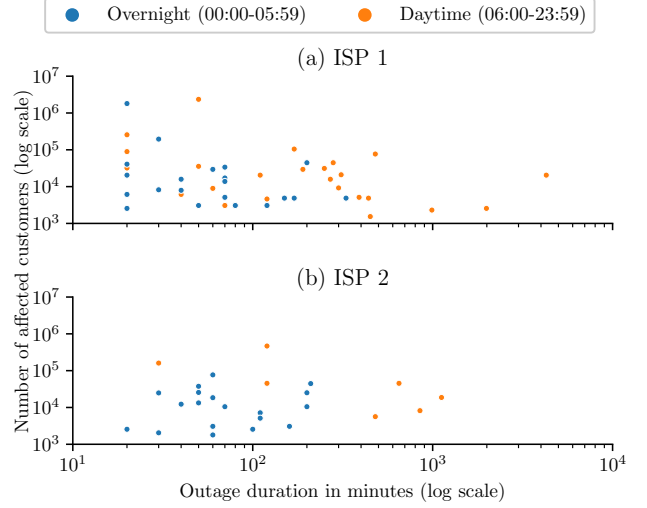 Overnight (00:00-05:59) Daytime (06:00-23:59)
(a) ISP 1
10⁷
10⁶
10⁵
10⁴
10³
Number of affected customers (log scale)
(b) ISP 2
10⁷
10⁶
10⁵
10⁴
10³
10¹ 10² 10³ 10⁴
Outage duration in minutes (log scale)